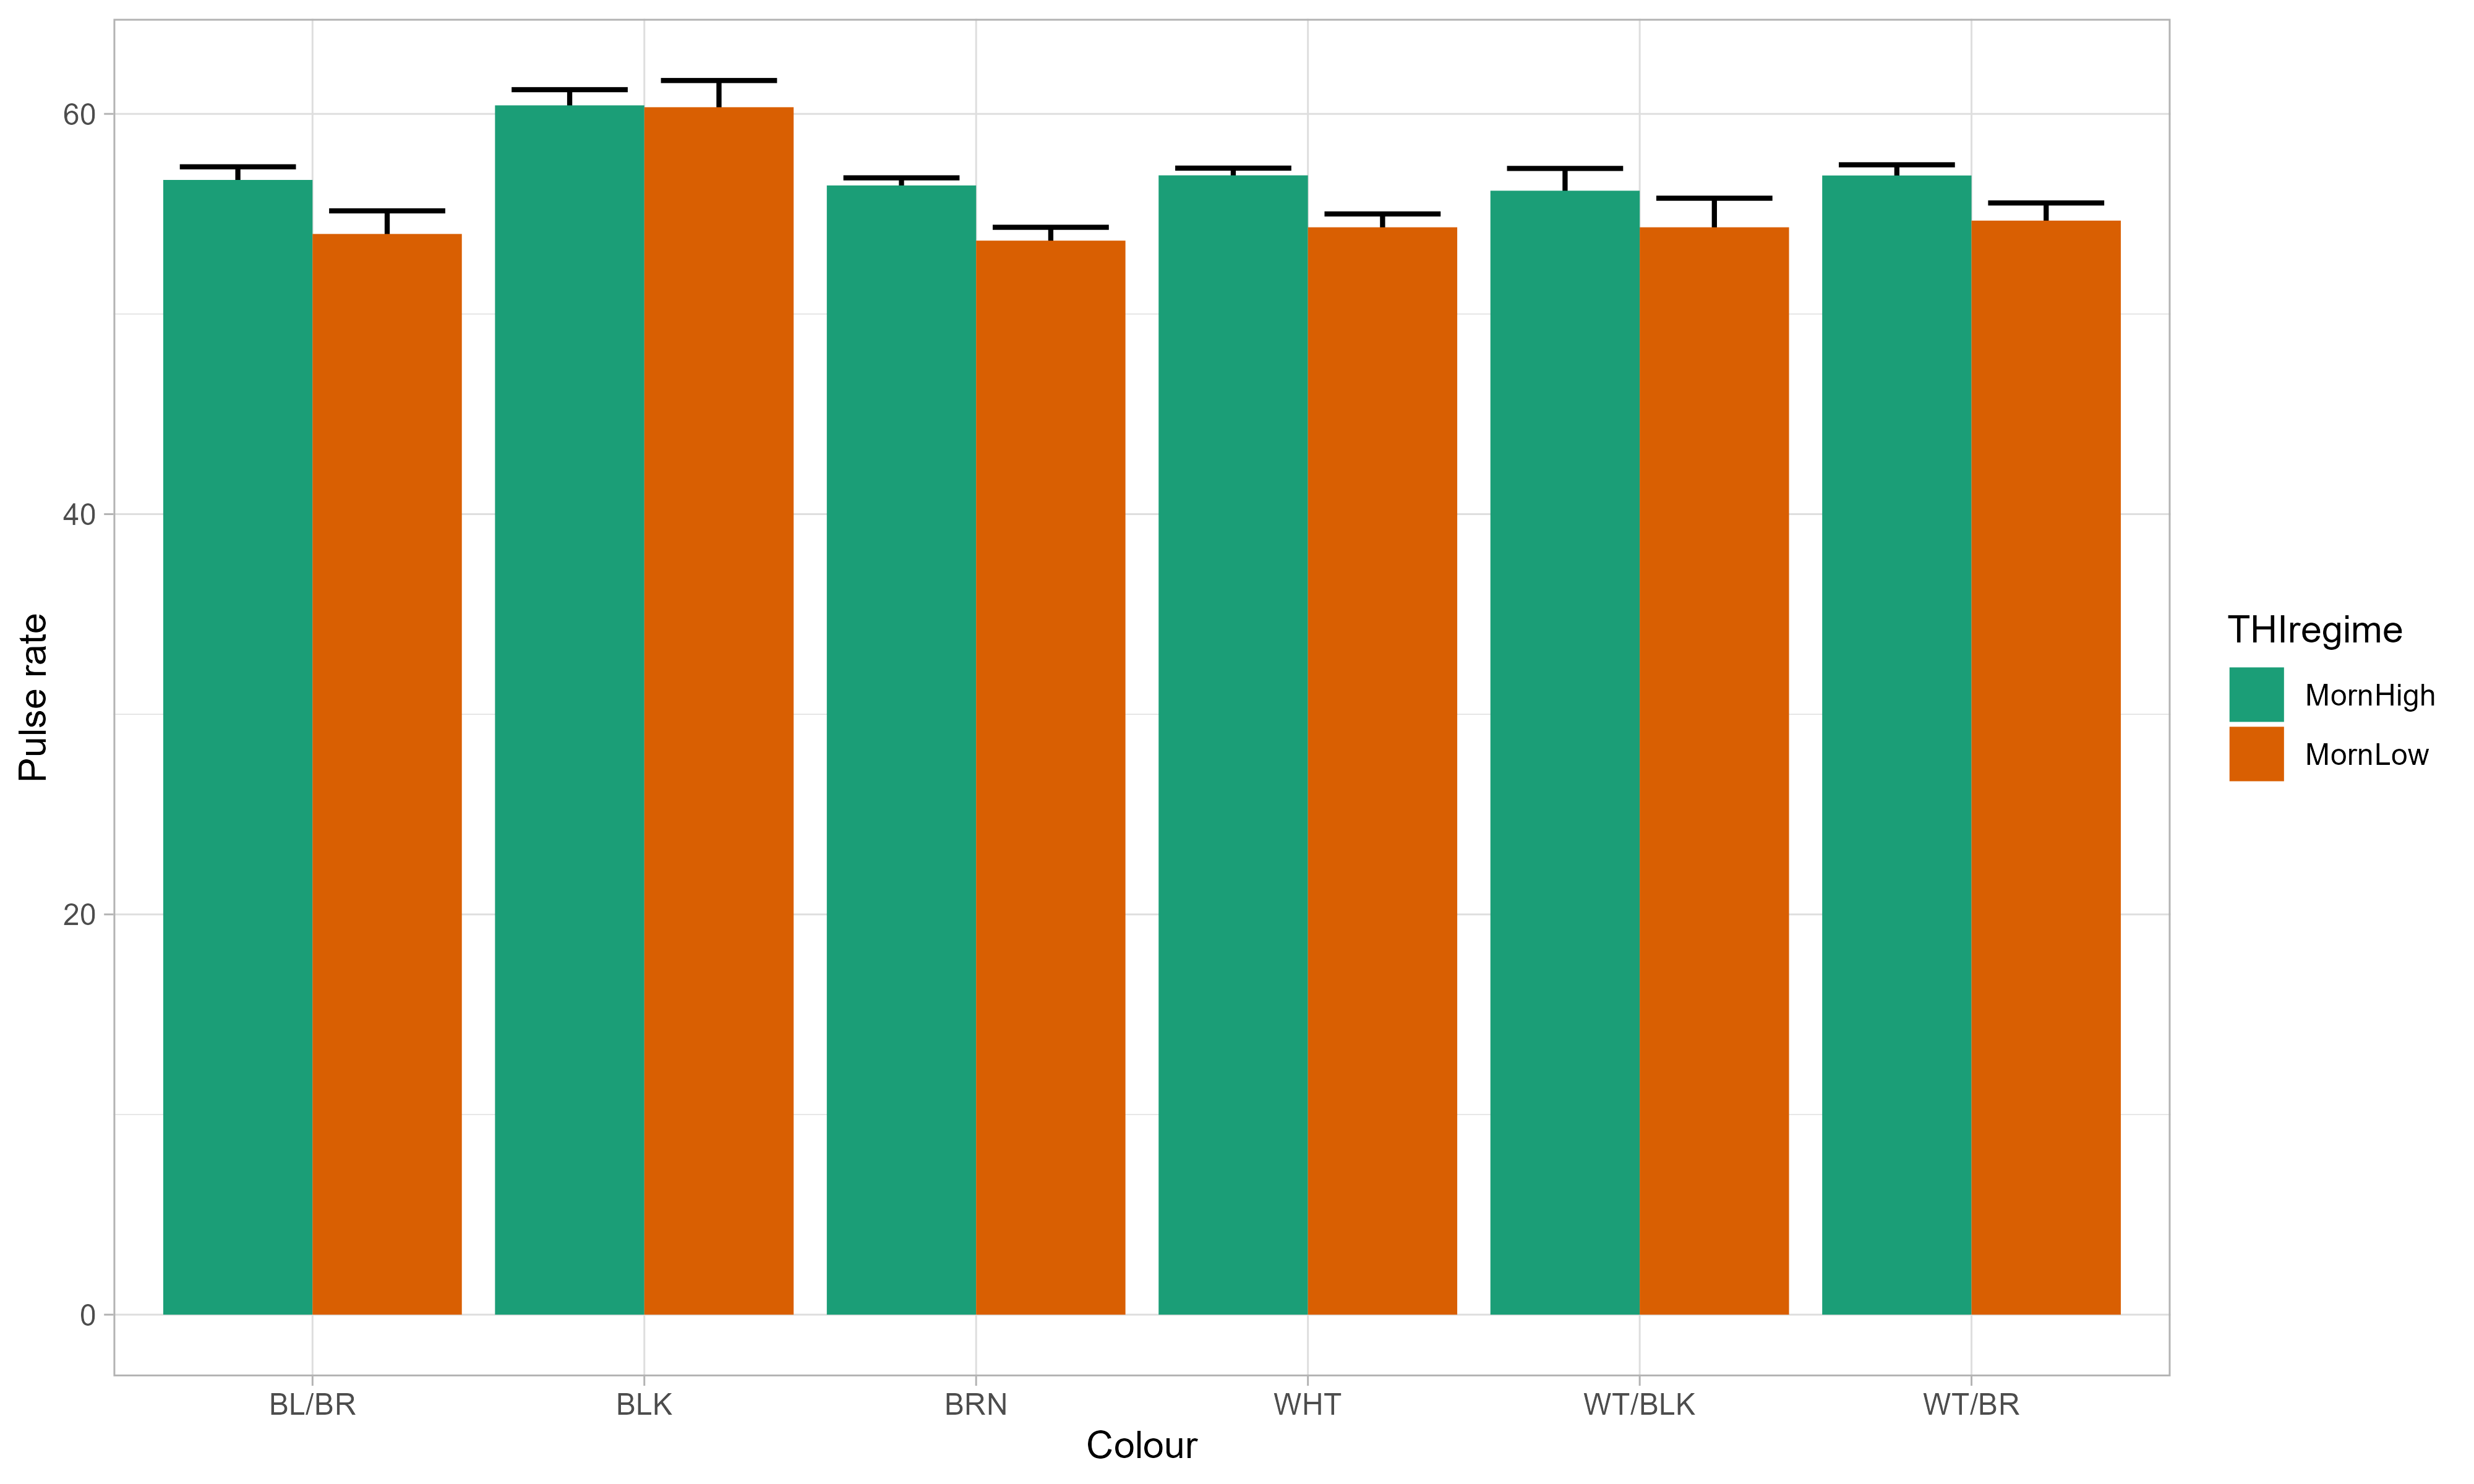 60
40
20
0
Pulse rate
BL/BR BLK BRN WHT WT/BLK WT/BR
Colour
THIregime
MornHigh
MornLow